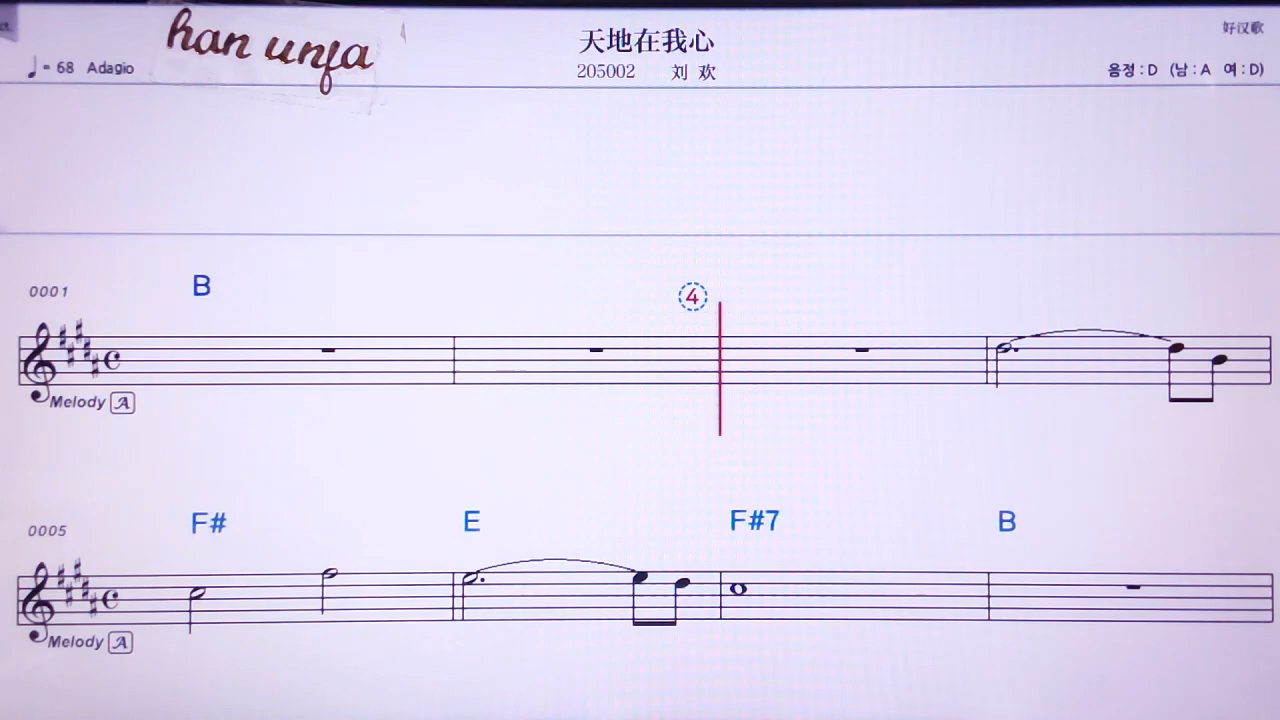 han unfa
天地在我心
好汉歌
♩= 68 Adagio
205002 刘 欢
음정 : D (남 : A 여 : D)
0001
B
4
Melody A
0005
F#
E
F#7
B
Melody A